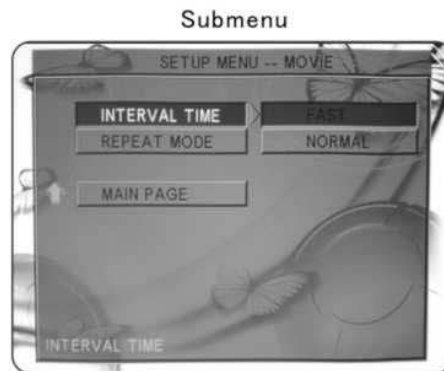 Submenu
SETUP MENU -- MOVIE
INTERVAL TIME FAST
REPEAT MODE NORMAL
MAIN PAGE
INTERVAL TIME